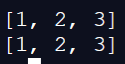 [1, 2, 3]
[1, 2, 3]